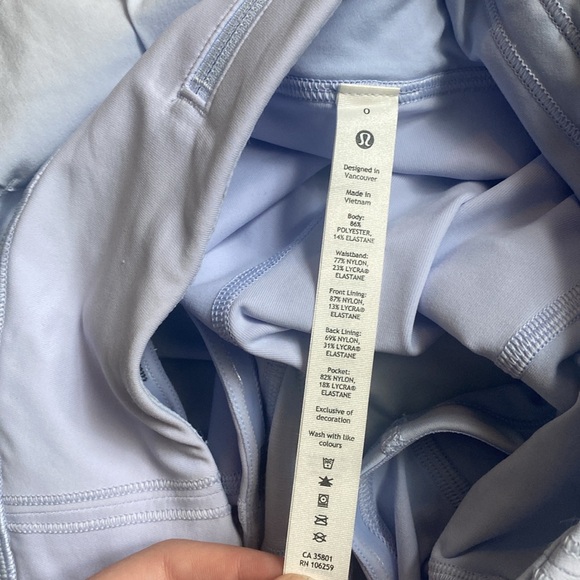 0
Designed in
Vancouver
Made in
Vietnam
Body:
86%
POLYESTER,
14% ELASTANE
Waistband:
77% NYLON,
23% LYCRA®
ELASTANE
Front Lining:
87% NYLON,
13% LYCRA®
ELASTANE
Back Lining:
69% NYLON,
31% LYCRA®
ELASTANE
Pocket:
82% NYLON,
18% LYCRA®
ELASTANE
Exclusive of
decoration
Wash with like
colours
CA 35801
RN 106259